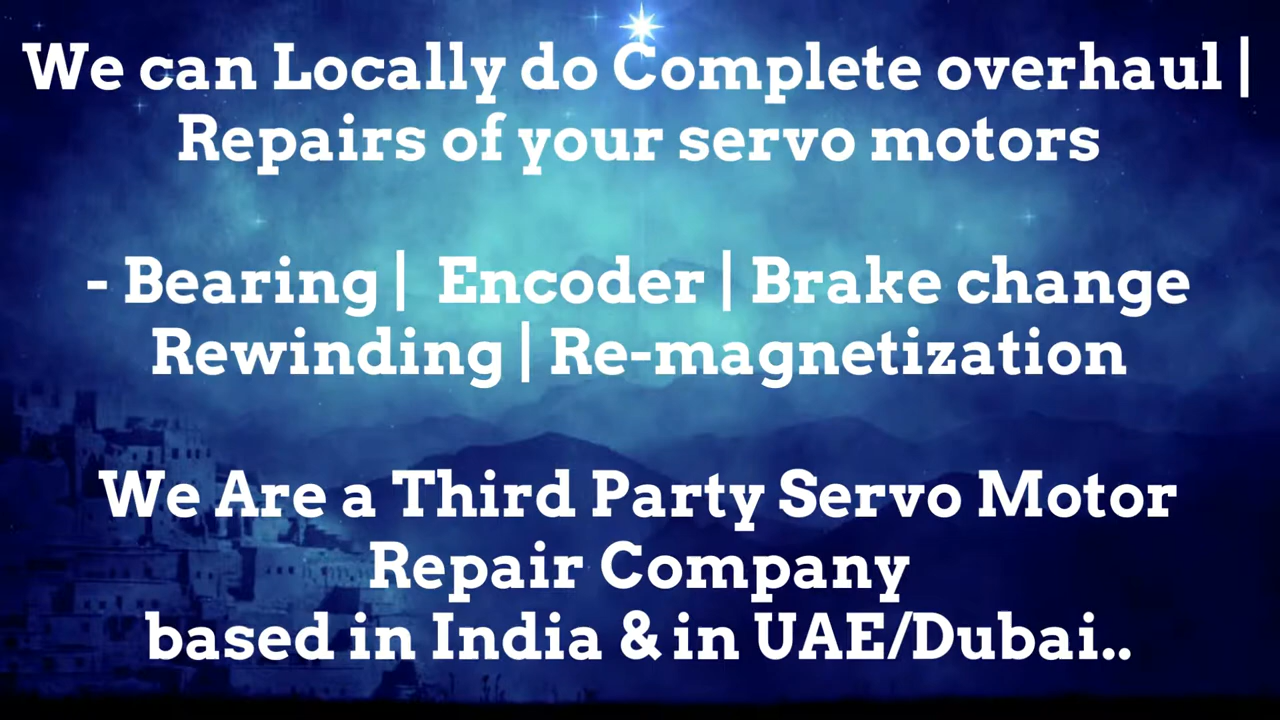 We can Locally do Complete overhaul |
Repairs of your servo motors
- Bearing | Encoder | Brake change
Rewinding | Re-magnetization
We Are a Third Party Servo Motor
Repair Company
based in India & in UAE/Dubai..